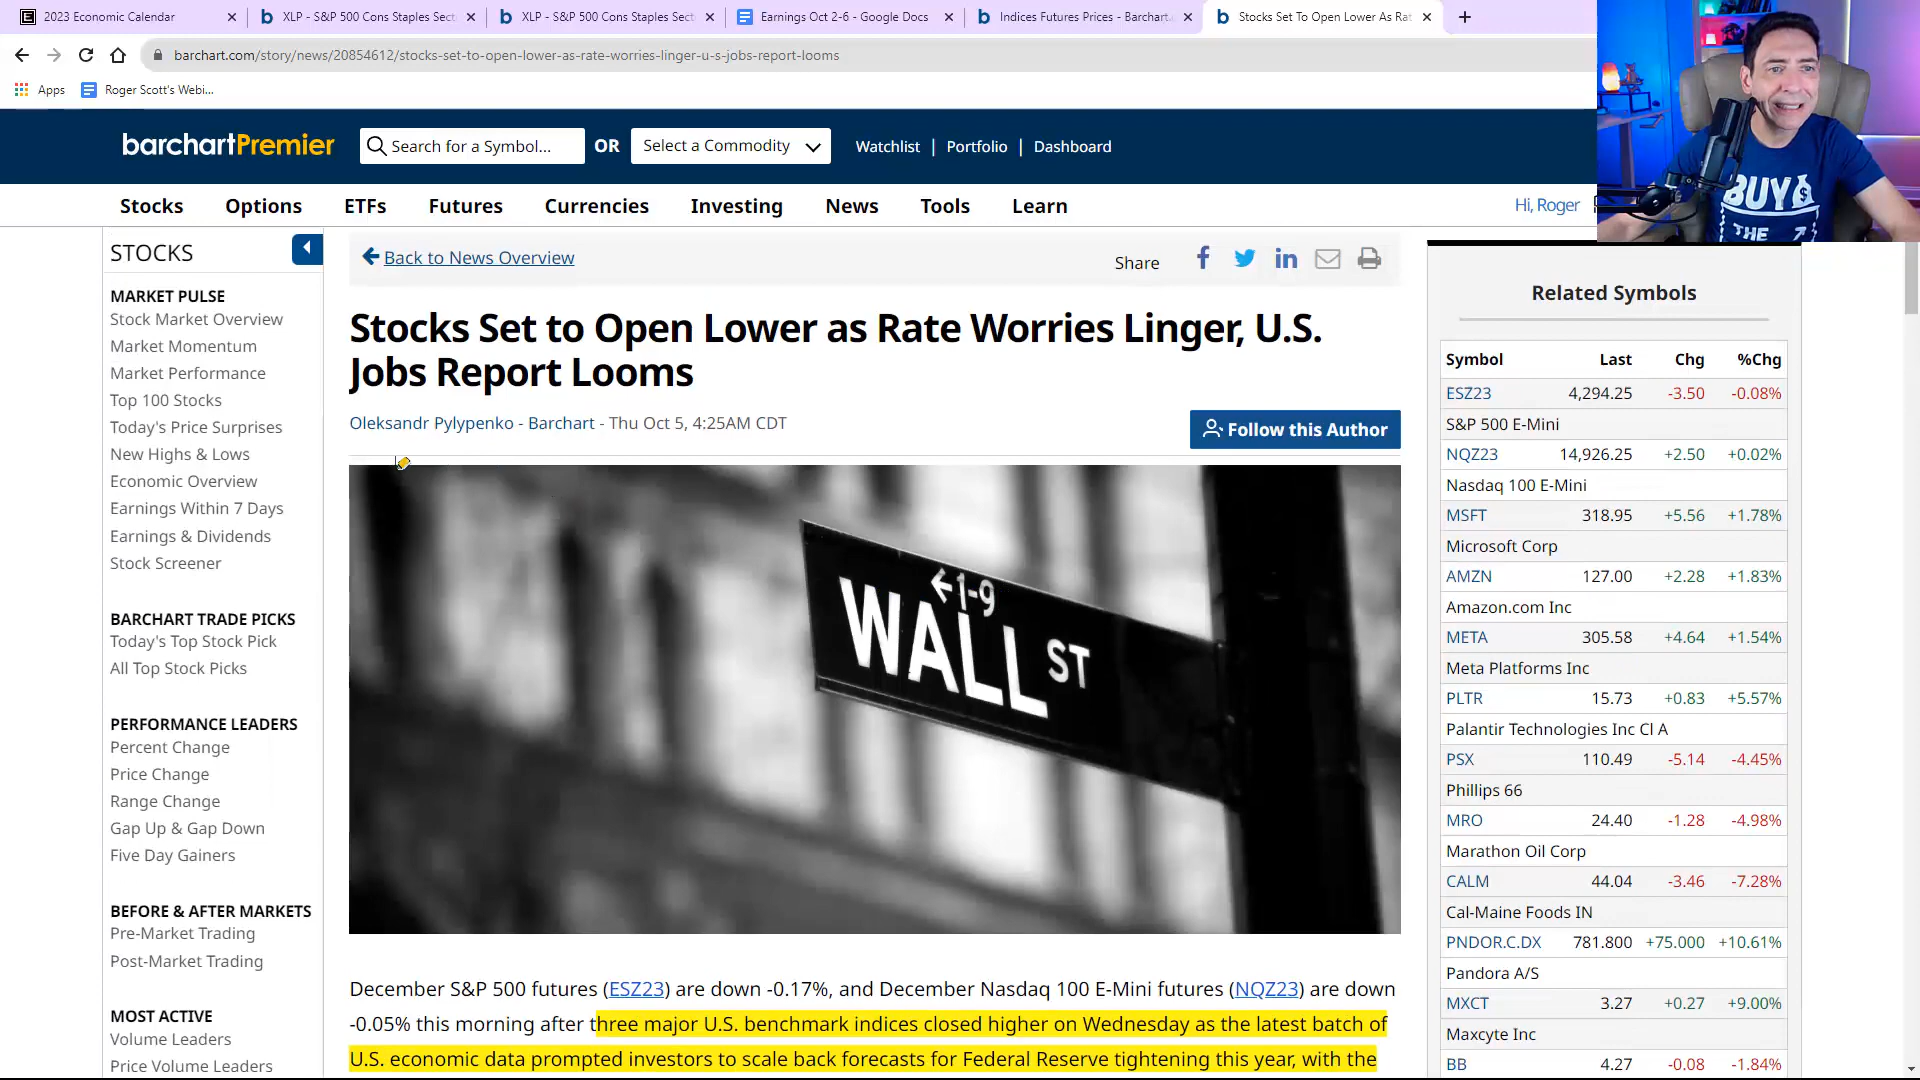 2023 Economic Calendar
XLP - S&P 500 Cons Staples Sect
XLP - S&P 500 Cons Staples Sect
Earnings Oct 2-6 - Google Docs
Indices Futures Prices - Barchart.
Stocks Set To Open Lower As Rat
barchart.com/story/news/20854612/stocks-set-to-open-lower-as-rate-worries-linger-u-s-jobs-report-looms
Apps
Roger Scott's Webi...
barchartPremier
Search for a Symbol...
OR
Select a Commodity
Watchlist | Portfolio | Dashboard
Stocks Options ETFs Futures Currencies Investing News Tools Learn
Hi, Roger
BUY
THE
STOCKS
MARKET PULSE
Stock Market Overview
Market Momentum
Market Performance
Top 100 Stocks
Today's Price Surprises
New Highs & Lows
Economic Overview
Earnings Within 7 Days
Earnings & Dividends
Stock Screener
BARCHART TRADE PICKS
Today's Top Stock Pick
All Top Stock Picks
PERFORMANCE LEADERS
Percent Change
Price Change
Range Change
Gap Up & Gap Down
Five Day Gainers
BEFORE & AFTER MARKETS
Pre-Market Trading
Post-Market Trading
MOST ACTIVE
Volume Leaders
Price Volume Leaders
Back to News Overview
Share
Stocks Set to Open Lower as Rate Worries Linger, U.S.
Jobs Report Looms
Oleksandr Pylypenko - Barchart - Thu Oct 5, 4:25AM CDT
Follow this Author
1-9
WALL ST
December S&P 500 futures (ESZ23) are down -0.17%, and December Nasdaq 100 E-Mini futures (NQZ23) are down
-0.05% this morning after three major U.S. benchmark indices closed higher on Wednesday as the latest batch of
U.S. economic data prompted investors to scale back forecasts for Federal Reserve tightening this year, with the
Related Symbols
Symbol Last Chg %Chg
ESZ23 4,294.25 -3.50 -0.08%
S&P 500 E-Mini
NQZ23 14,926.25 +2.50 +0.02%
Nasdaq 100 E-Mini
MSFT 318.95 +5.56 +1.78%
Microsoft Corp
AMZN 127.00 +2.28 +1.83%
Amazon.com Inc
META 305.58 +4.64 +1.54%
Meta Platforms Inc
PLTR 15.73 +0.83 +5.57%
Palantir Technologies Inc Cl A
PSX 110.49 -5.14 -4.45%
Phillips 66
MRO 24.40 -1.28 -4.98%
Marathon Oil Corp
CALM 44.04 -3.46 -7.28%
Cal-Maine Foods IN
PNDOR.C.DX 781.800 +75.000 +10.61%
Pandora A/S
MXCT 3.27 +0.27 +9.00%
Maxcyte Inc
BB 4.27 -0.08 -1.84%